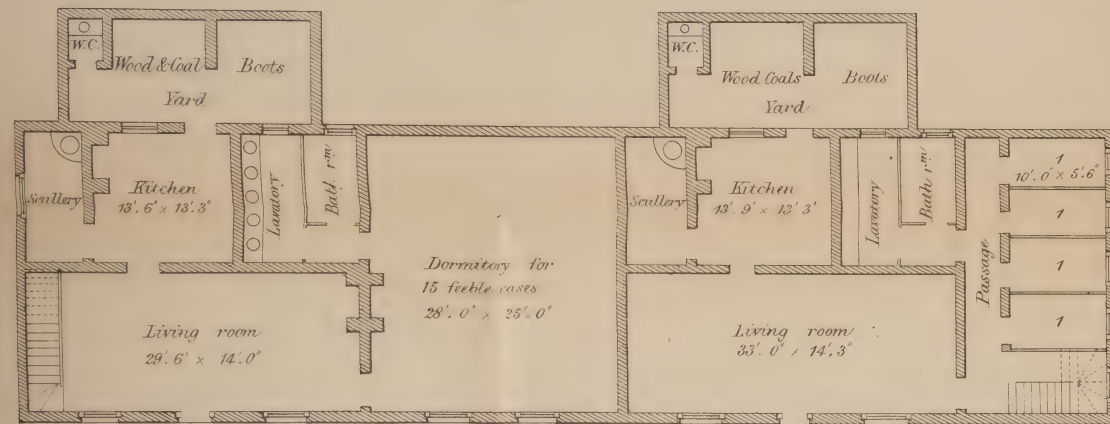 W.C.
Wood & Coal
Boots
Yard
Scullery
Kitchen
13'. 6" × 13'. 3"
Lavatory
Bath rm
Dormitory for
15 feeble cases
28'. 0" × 25'. 0"
Living room
29'. 6' × 14'. 0"
W.C.
Wood Coals
Boots
Yard
Scullery
Kitchen
13'. 9" × 13' 3'
Lavatory
Bath rm
Passage
1
10'. 0" × 5'. 6"
1
1
1
Living room
33'. 0" × 14'. 3"